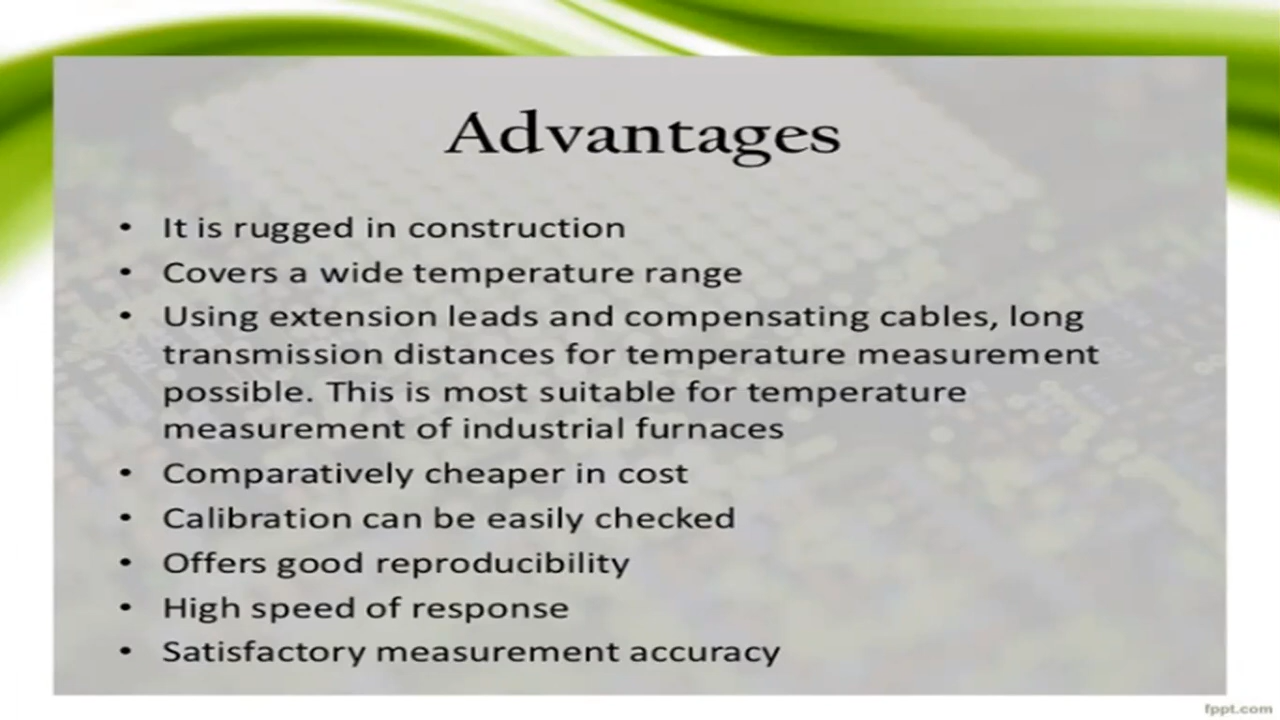 Advantages
• It is rugged in construction
• Covers a wide temperature range
• Using extension leads and compensating cables, long
transmission distances for temperature measurement
possible. This is most suitable for temperature
measurement of industrial furnaces
• Comparatively cheaper in cost
• Calibration can be easily checked
• Offers good reproducibility
• High speed of response
• Satisfactory measurement accuracy
fppt.com